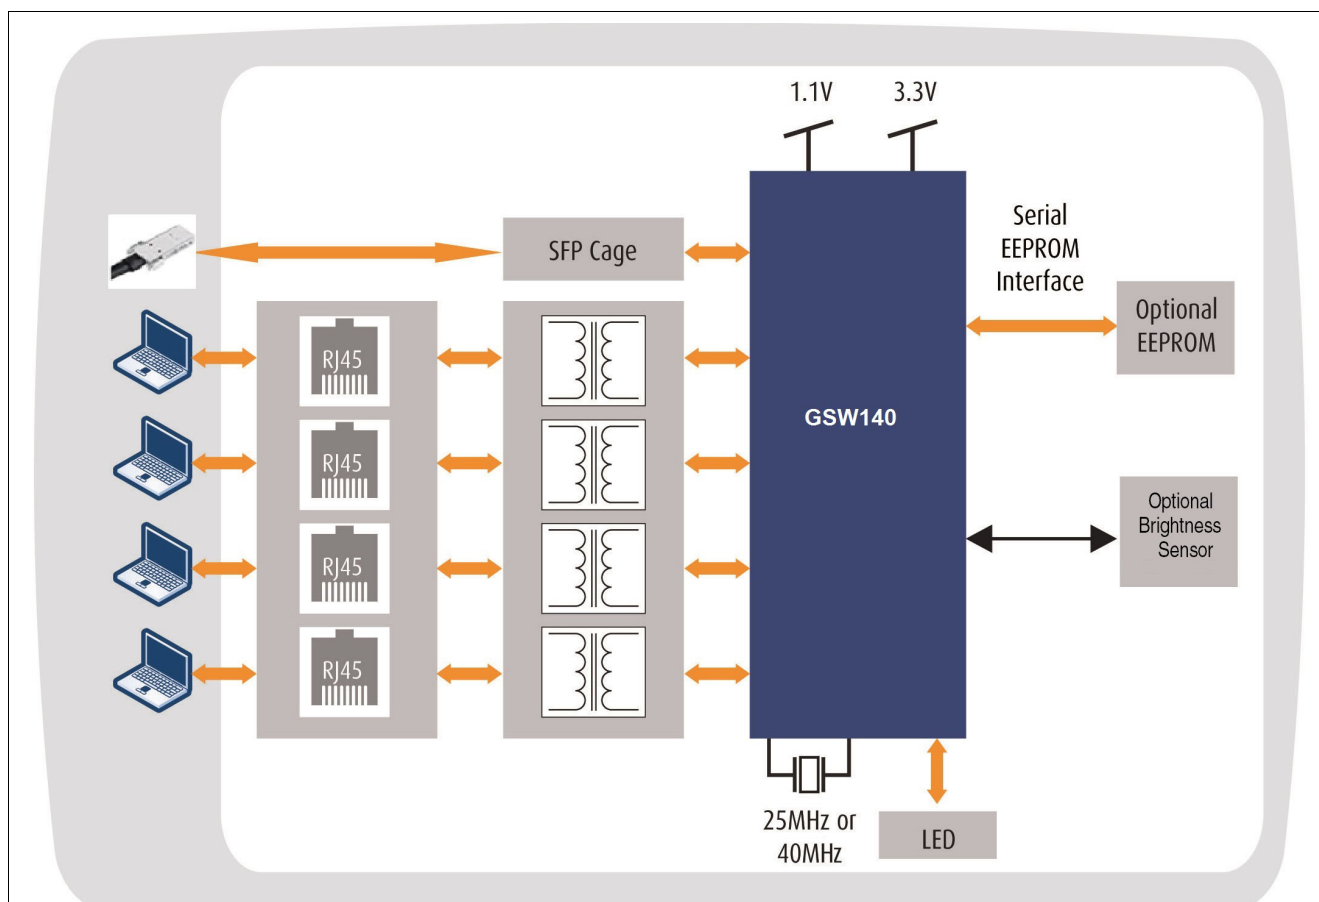 1.1V
3.3V
SFP Cage
Serial
EEPROM
Interface
Optional
EEPROM
RJ45
RJ45
RJ45
RJ45
GSW140
Optional
Brightness
Sensor
25MHz or
40MHz
LED